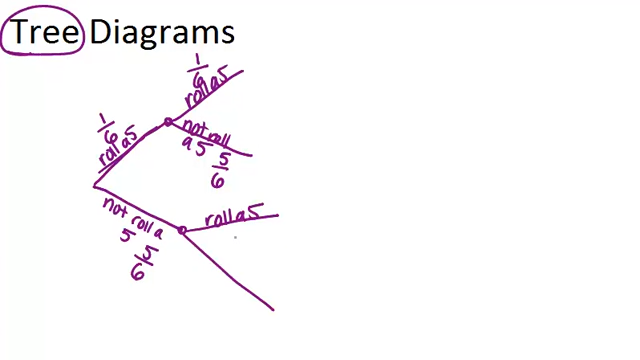 Tree Diagrams
1/6
roll a 5
1/6
roll a 5
not roll
a 5
5/6
not roll a
5
5/6
roll a 5